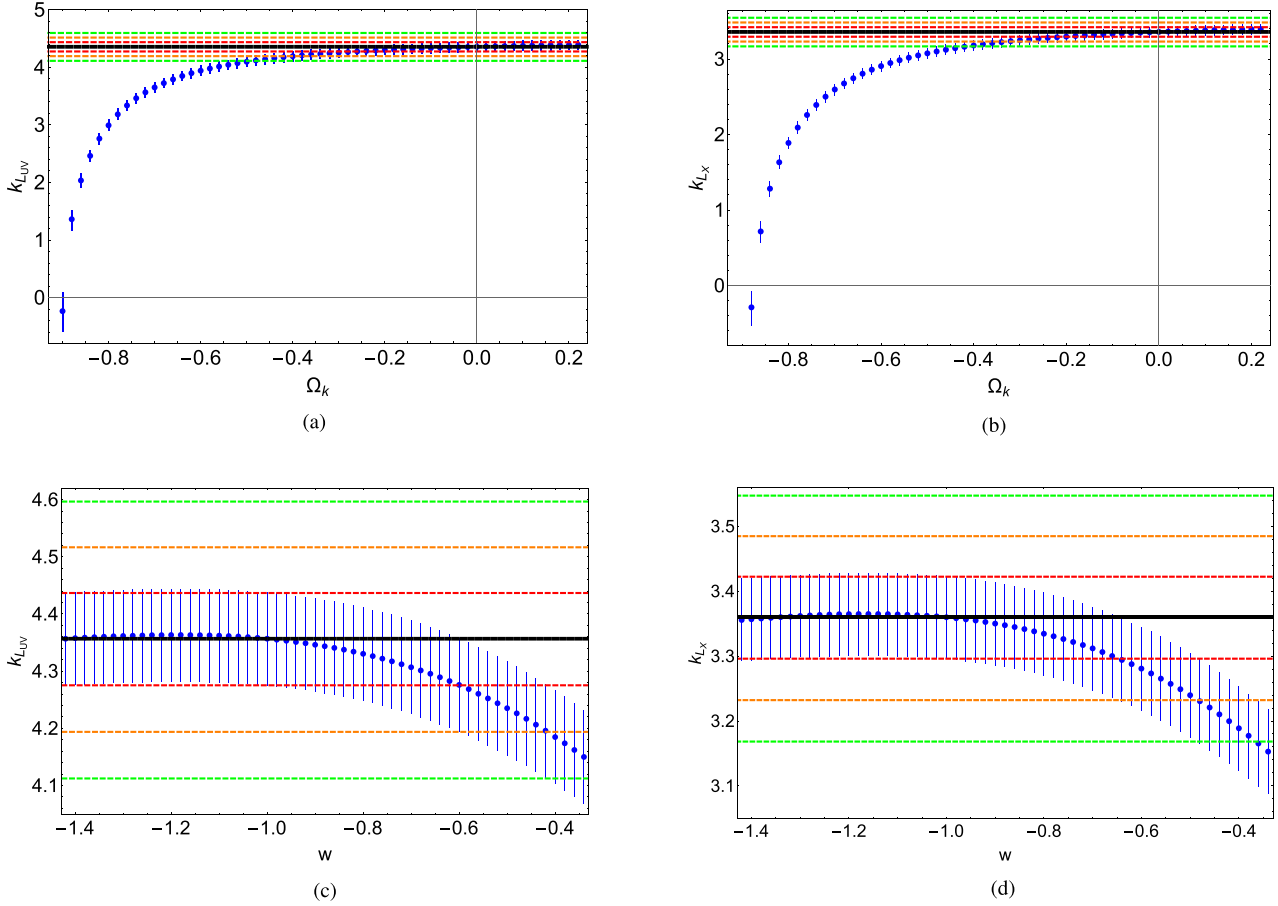 5
4
3
2
1
0
k_{L_{UV}}
−0.8 −0.6 −0.4 −0.2 0.0 0.2
Ω_k
(a)
3
2
1
0
k_{L_X}
−0.8 −0.6 −0.4 −0.2 0.0 0.2
Ω_k
(b)
4.6
4.5
4.4
4.3
4.2
4.1
k_{L_{UV}}
−1.4 −1.2 −1.0 −0.8 −0.6 −0.4
w
(c)
3.5
3.4
3.3
3.2
3.1
k_{L_X}
−1.4 −1.2 −1.0 −0.8 −0.6 −0.4
w
(d)